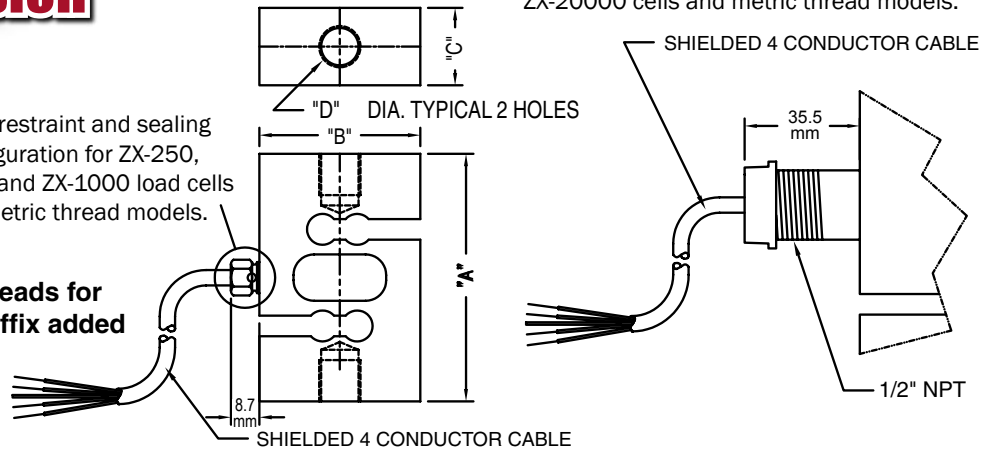 ZX-20000 cells and metric thread models.
"C"
"D" DIA. TYPICAL 2 HOLES
"B"
restraint and sealing
guration for ZX-250,
and ZX-1000 load cells
etric thread models.
"A"
eads for
ffix added
8.7
mm
SHIELDED 4 CONDUCTOR CABLE
SHIELDED 4 CONDUCTOR CABLE
35.5
mm
1/2" NPT